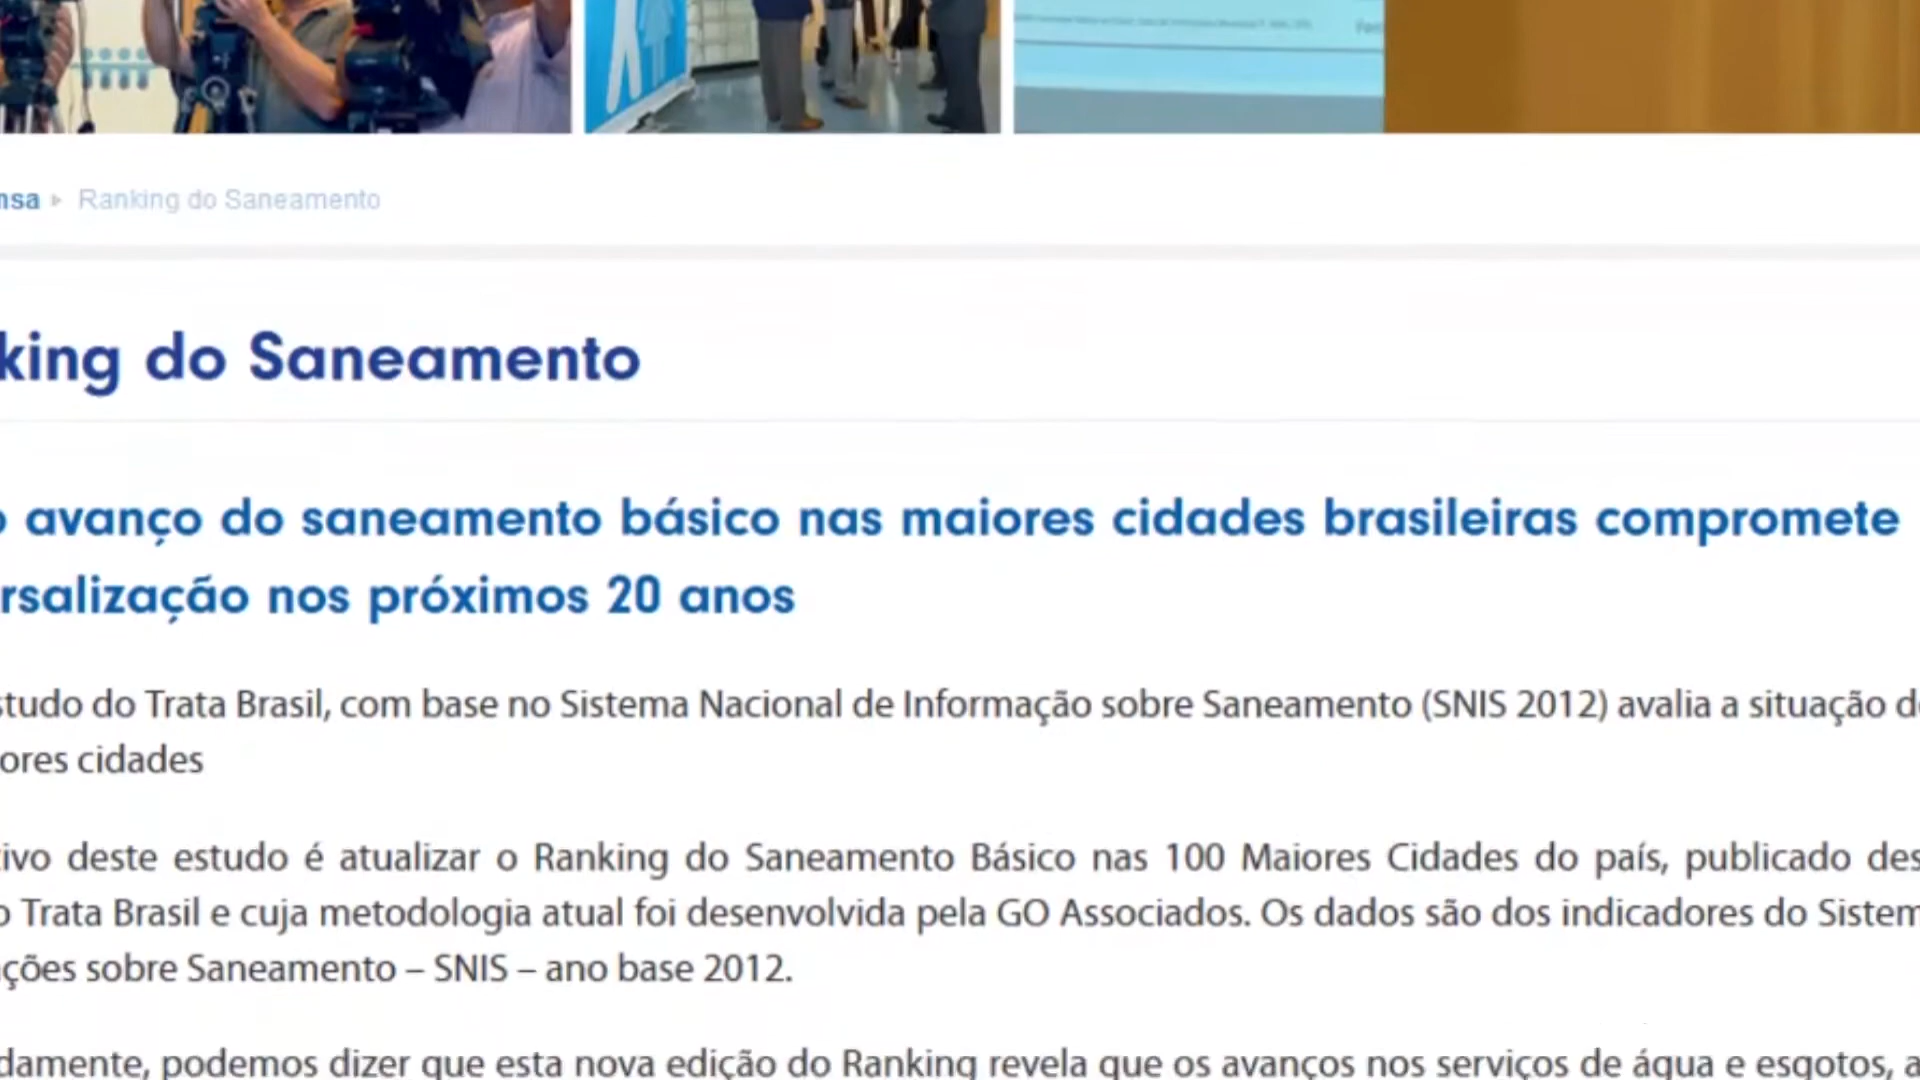 nsa ▸ Ranking do Saneamento
king do Saneamento
o avanço do saneamento básico nas maiores cidades brasileiras compromete
rsalização nos próximos 20 anos
studo do Trata Brasil, com base no Sistema Nacional de Informação sobre Saneamento (SNIS 2012) avalia a situação d
ores cidades
tivo deste estudo é atualizar o Ranking do Saneamento Básico nas 100 Maiores Cidades do país, publicado des
o Trata Brasil e cuja metodologia atual foi desenvolvida pela GO Associados. Os dados são dos indicadores do Sistem
ções sobre Saneamento – SNIS – ano base 2012.
damente, podemos dizer que esta nova edição do Ranking revela que os avanços nos serviços de água e esgotos, a